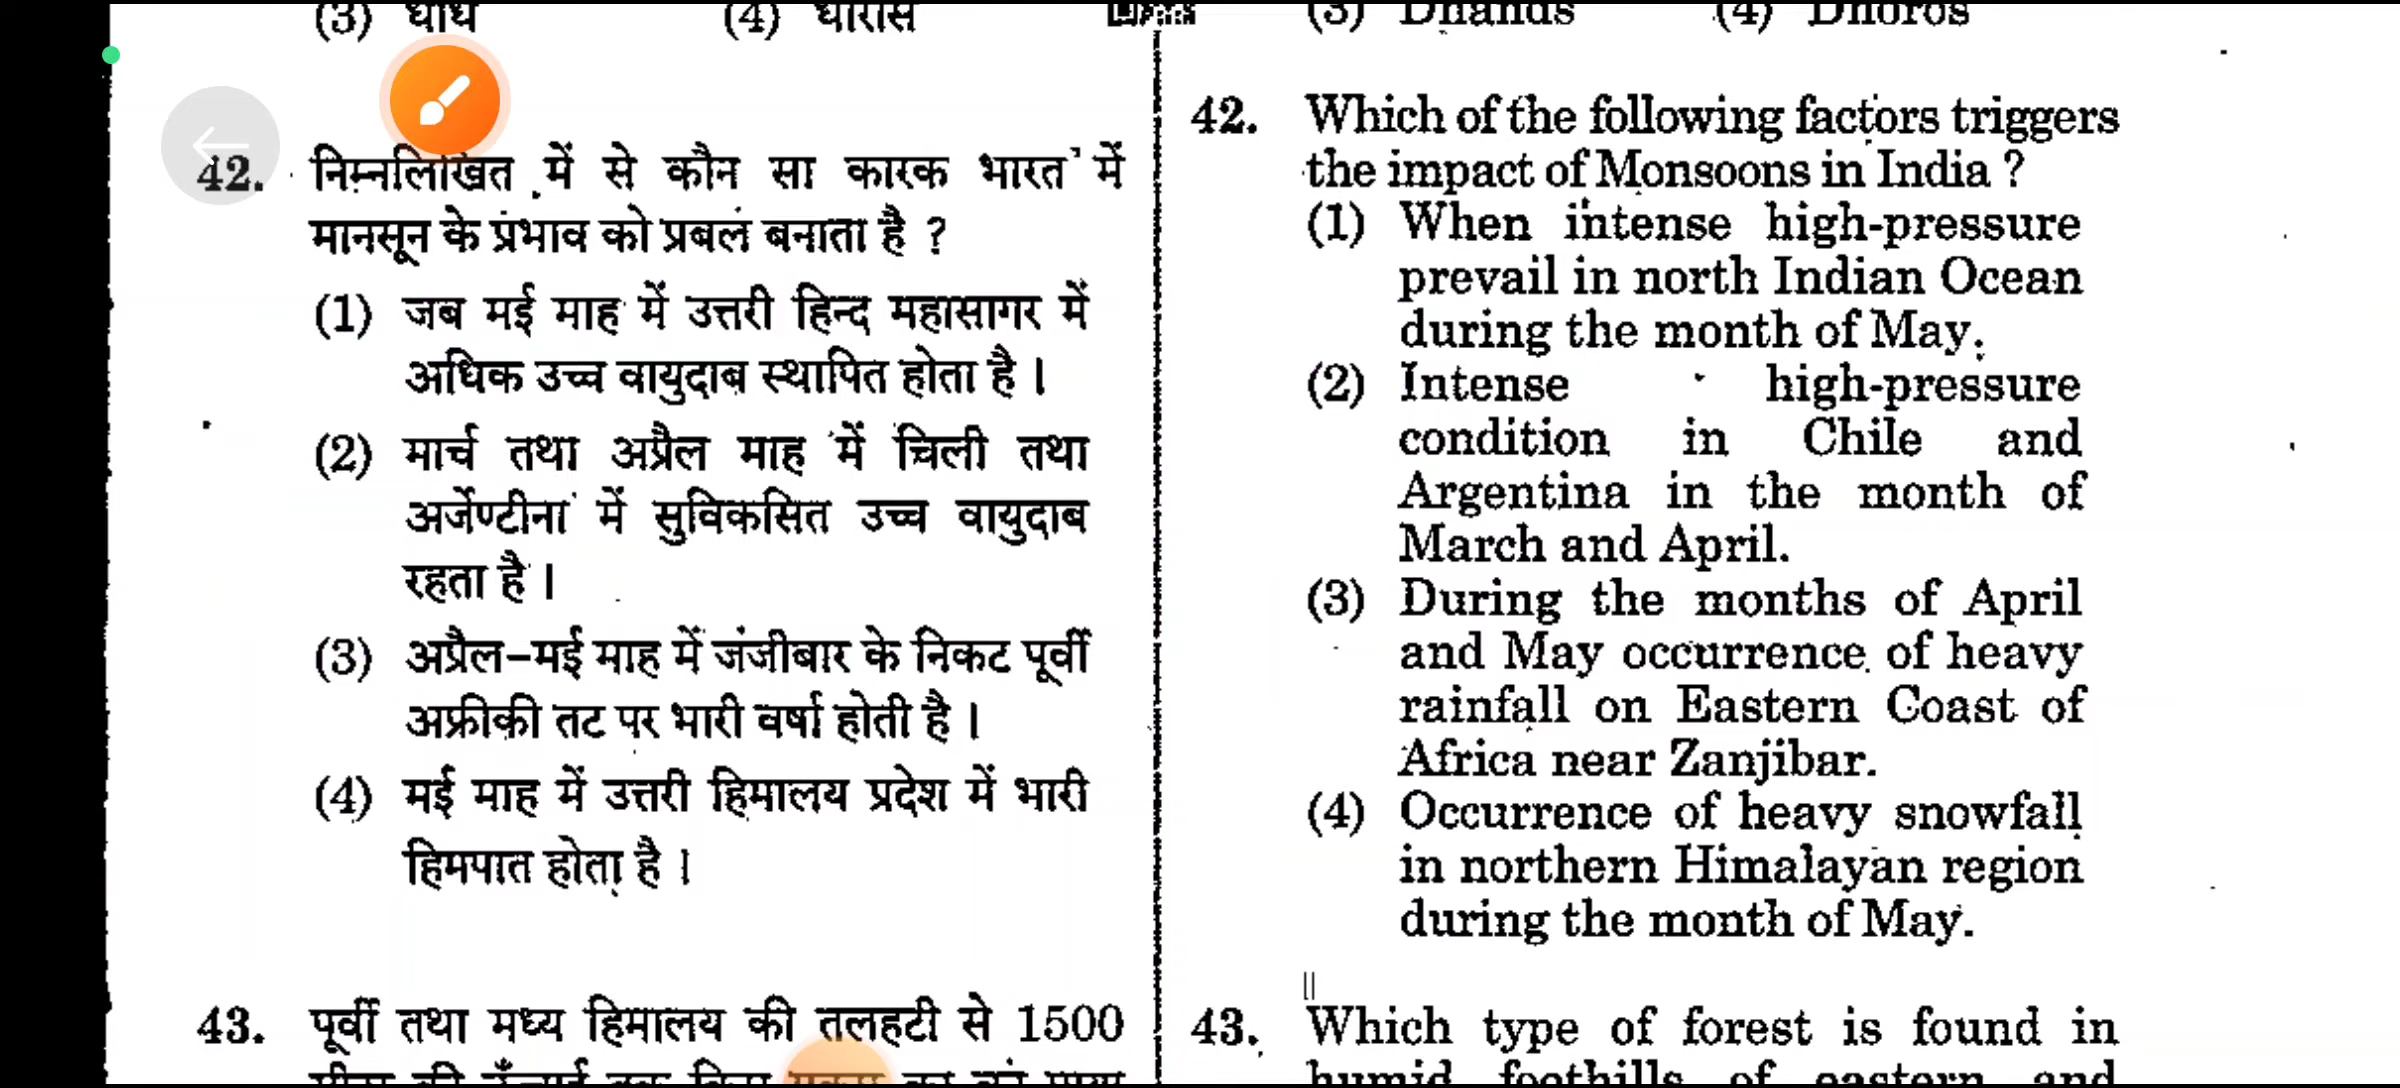 (3) धांध (4) धोरोस
42. निम्नलिखित में से कौन सा कारक भारत में
मानसून के प्रभाव को प्रबल बनाता है ?
(1) जब मई माह में उत्तरी हिन्द महासागर में
अधिक उच्च वायुदाब स्थापित होता है ।
(2) मार्च तथा अप्रैल माह में चिली तथा
अर्जेण्टीना में सुविकसित उच्च वायुदाब
रहता है ।
(3) अप्रैल-मई माह में जंजीबार के निकट पूर्वी
अफ्रीकी तट पर भारी वर्षा होती है ।
(4) मई माह में उत्तरी हिमालय प्रदेश में भारी
हिमपात होता है ।
43. पूर्वी तथा मध्य हिमालय की तलहटी से 1500
(3) Dhands (4) Dhoros
42. Which of the following factors triggers
the impact of Monsoons in India ?
(1) When intense high-pressure
prevail in north Indian Ocean
during the month of May.
(2) Intense high-pressure
condition in Chile and
Argentina in the month of
March and April.
(3) During the months of April
and May occurrence of heavy
rainfall on Eastern Coast of
Africa near Zanjibar.
(4) Occurrence of heavy snowfall
in northern Himalayan region
during the month of May.
43. Which type of forest is found in
humid foothills of eastern and